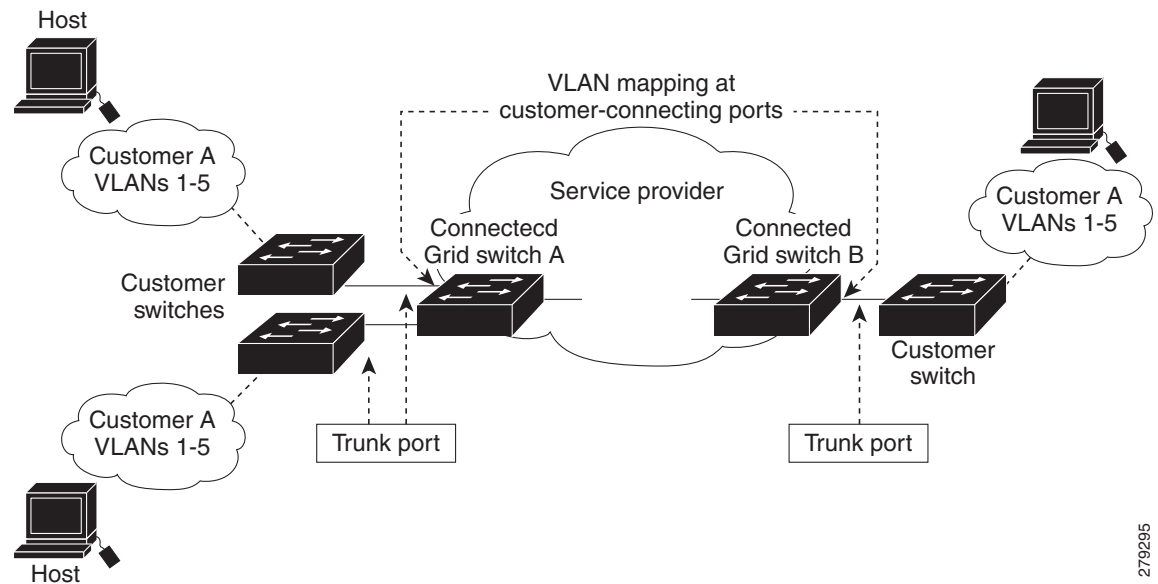 Host
VLAN mapping at
customer-connecting ports
Customer A
VLANs 1-5
Service provider
Customer A
VLANs 1-5
Connectecd
Grid switch A
Connected
Grid switch B
Customer
switches
Customer
switch
Customer A
VLANs 1-5
Trunk port
Trunk port
Host
279295